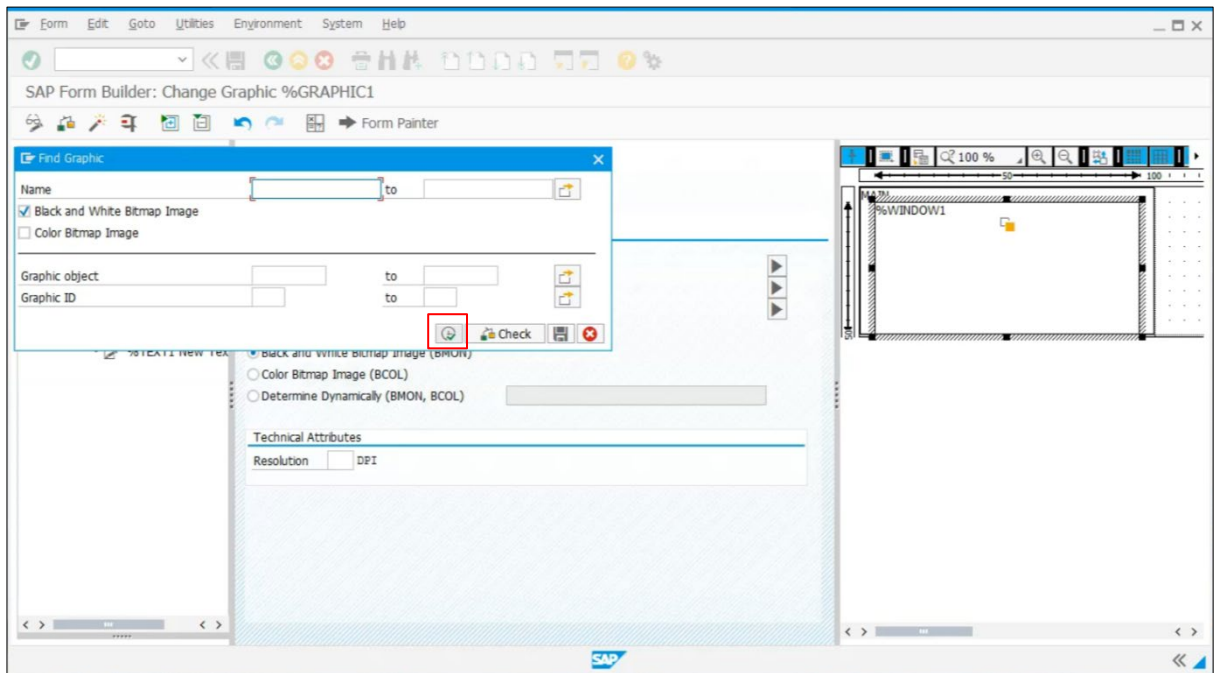 Form Edit Goto Utilities Environment System Help
SAP Form Builder: Change Graphic %GRAPHIC1
Form Painter
Find Graphic
Name to
Black and White Bitmap Image
Color Bitmap Image
Graphic object to
Graphic ID to
Check
%TEXT1 New Tex
Black and White Bitmap Image (BMON)
Color Bitmap Image (BCOL)
Determine Dynamically (BMON, BCOL)
Technical Attributes
Resolution DPI
100 %
50 100
MAIN
%WINDOW1
50
SAP